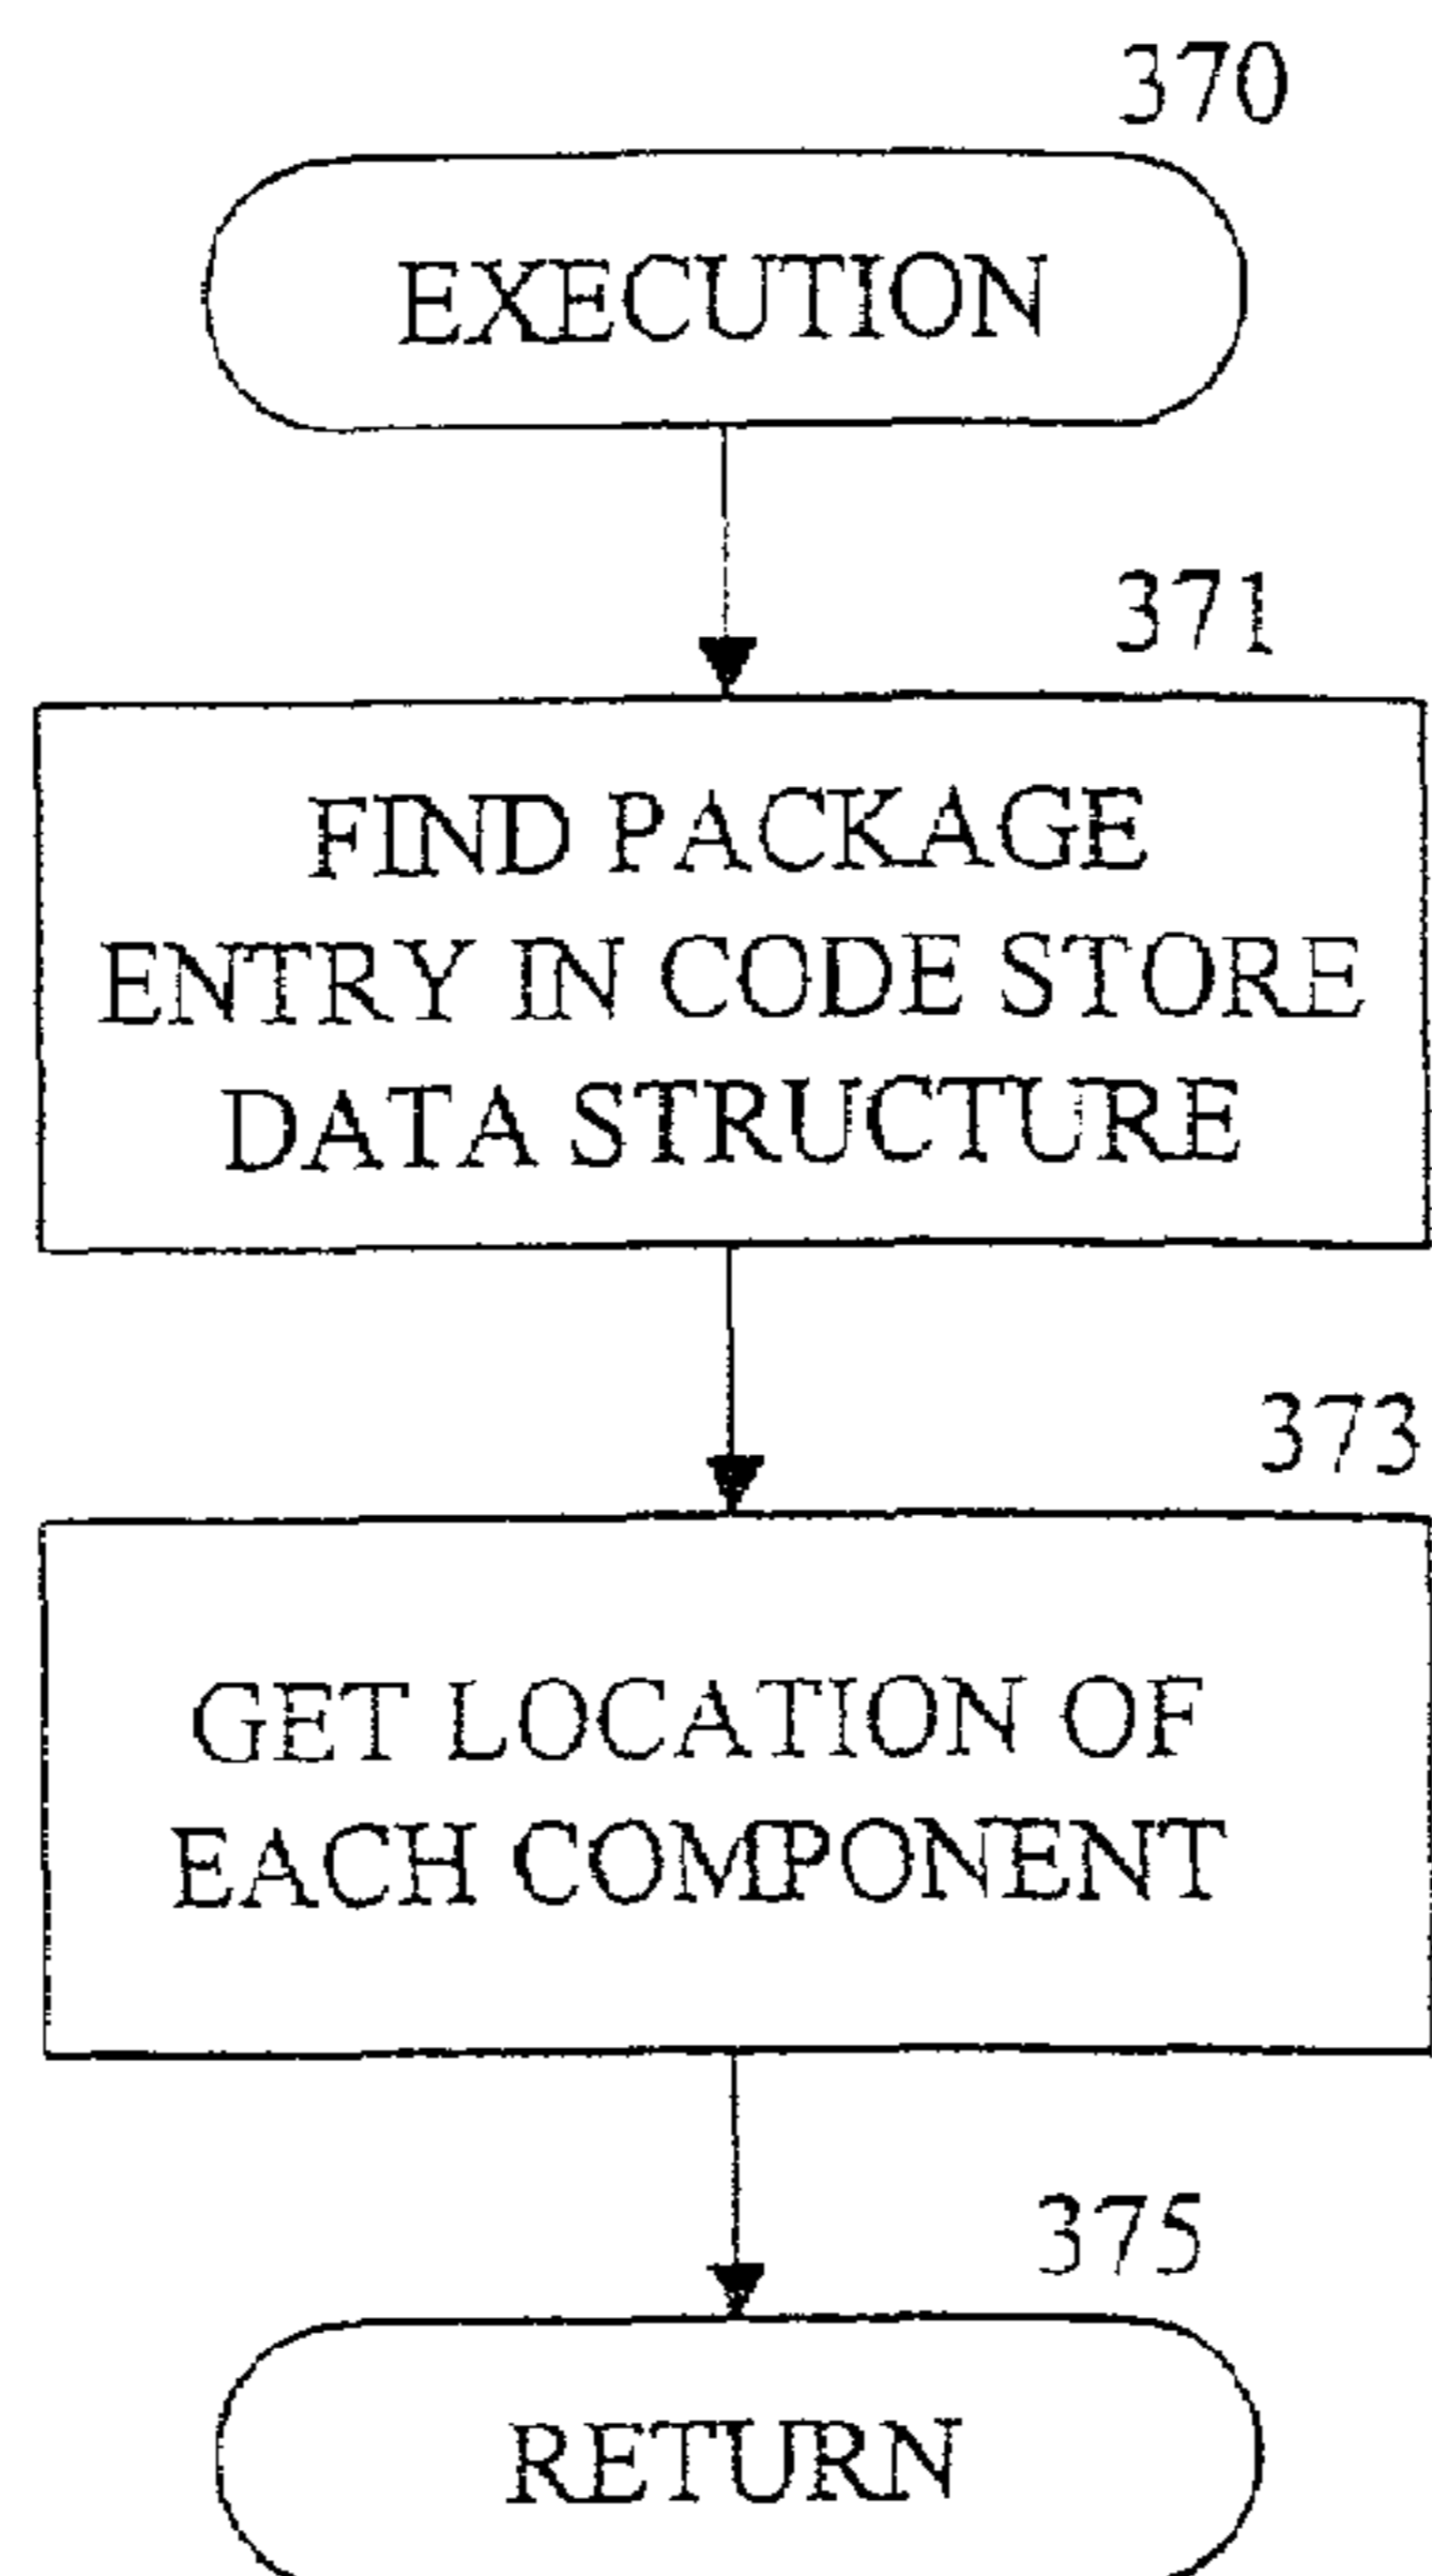 370
EXECUTION
371
FIND PACKAGE
ENTRY IN CODE STORE
DATA STRUCTURE
373
GET LOCATION OF
EACH COMPONENT
375
RETURN